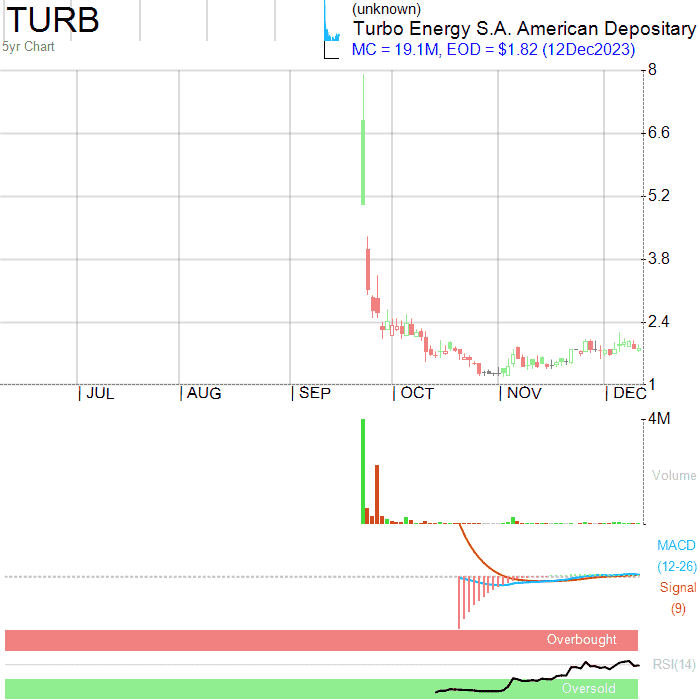 TURB
(unknown)
Turbo Energy S.A. American Depositary
5yr Chart
MC = 19.1M, EOD = $1.82 (12Dec2023)
8
6.6
5.2
3.8
2.4
1
JUL AUG SEP OCT NOV DEC
4M
Volume
MACD
(12-26)
Signal
(9)
Overbought
RSI(14)
Oversold